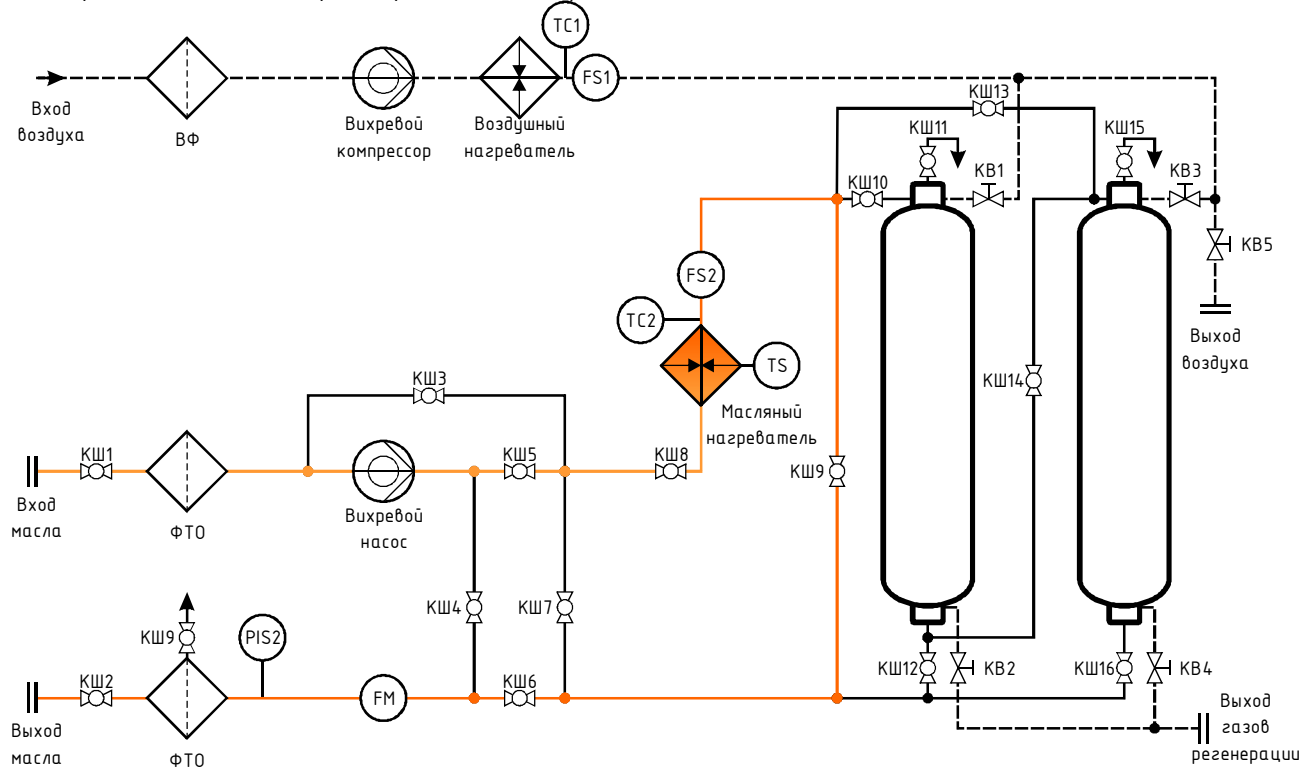 TC1
FS1
Вход
воздуха
ВФ
Вихревой
компрессор
Воздушный
нагреватель
КШ13
КШ11
КШ15
КВ1
КВ3
КШ10
КВ5
FS2
TC2
TS
Выход
воздуха
КШ14
КШ3
Масляный
нагреватель
КШ1
КШ5
КШ8
КШ9
Вход
масла
ФТО
Вихревой
насос
КШ4
КШ7
КШ9
PIS2
КШ2
FM
КШ6
КШ12
КВ2
КШ16
КВ4
Выход
масла
ФТО
Выход
газов
регенерации